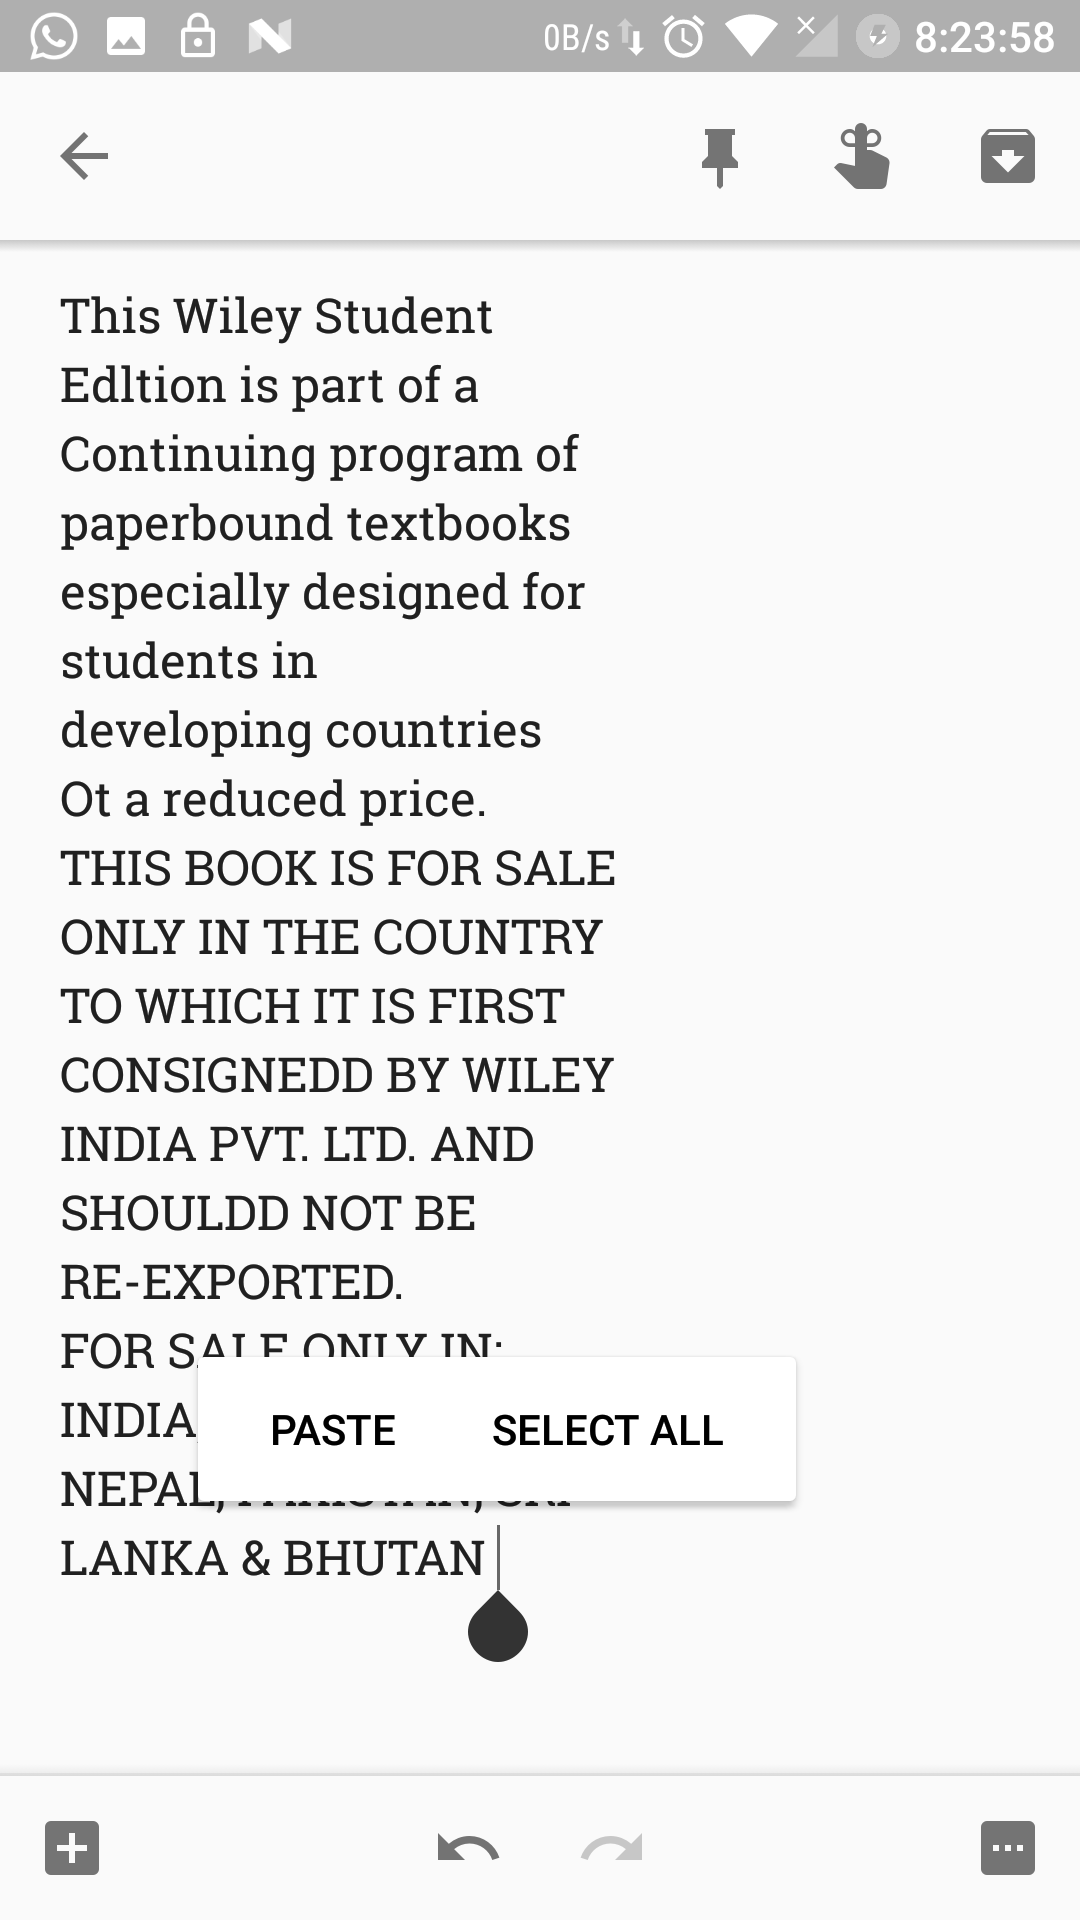 0B/s 8:23:58
This Wiley Student
Edltion is part of a
Continuing program of
paperbound textbooks
especially designed for
students in
developing countries
Ot a reduced price.
THIS BOOK IS FOR SALE
ONLY IN THE COUNTRY
TO WHICH IT IS FIRST
CONSIGNEDD BY WILEY
INDIA PVT. LTD. AND
SHOULDD NOT BE
RE-EXPORTED.
FOR SALE ONLY IN:
INDIA
PASTE SELECT ALL
NEPAL, PAKISTAN, SRI
LANKA & BHUTAN